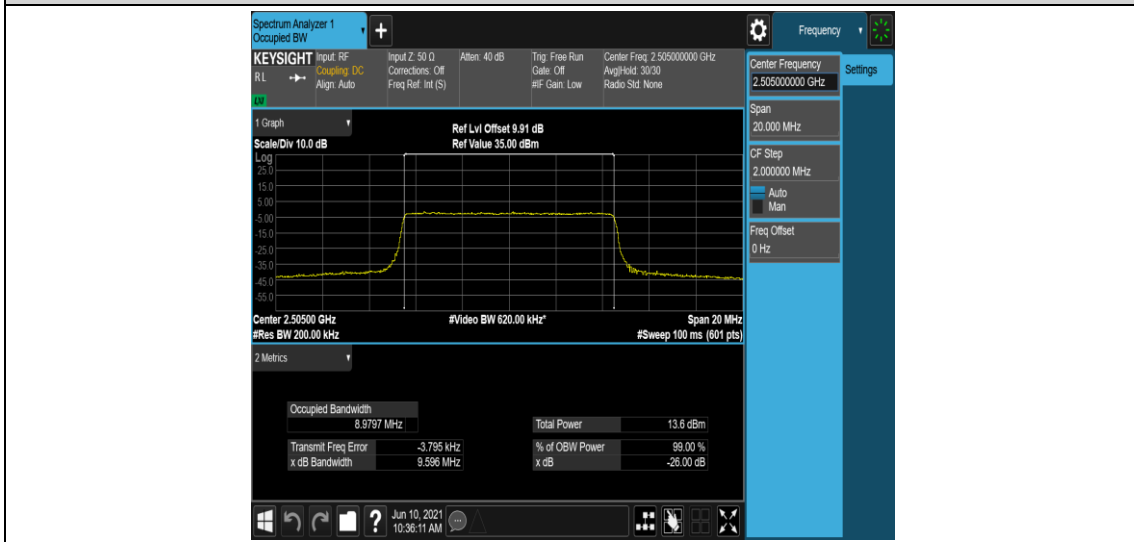 Spectrum Analyzer 1
Occupied BW
Frequency
KEYSIGHT
RL
Input: RF
Coupling: DC
Align: Auto
Input Z: 50 Ω
Corrections: Off
Freq Ref: Int (S)
Atten: 40 dB
Trig: Free Run
Gate: Off
#IF Gain: Low
Center Freq: 2.505000000 GHz
Avg|Hold: 30/30
Radio Std: None
1 Graph
Scale/Div 10.0 dB
Ref Lvl Offset 9.91 dB
Ref Value 35.00 dBm
Log
25.0
15.0
5.00
-5.00
-15.0
-25.0
-35.0
-45.0
-55.0
Center 2.50500 GHz
#Video BW 620.00 kHz*
Span 20 MHz
#Res BW 200.00 kHz
#Sweep 100 ms (601 pts)
2 Metrics
Occupied Bandwidth
8.9797 MHz
Total Power 13.6 dBm
Transmit Freq Error -3.795 kHz
% of OBW Power 99.00 %
x dB Bandwidth 9.596 MHz
x dB -26.00 dB
Jun 10, 2021
10:36:11 AM
Center Frequency
2.505000000 GHz
Settings
Span
20.000 MHz
CF Step
2.000000 MHz
Auto
Man
Freq Offset
0 Hz